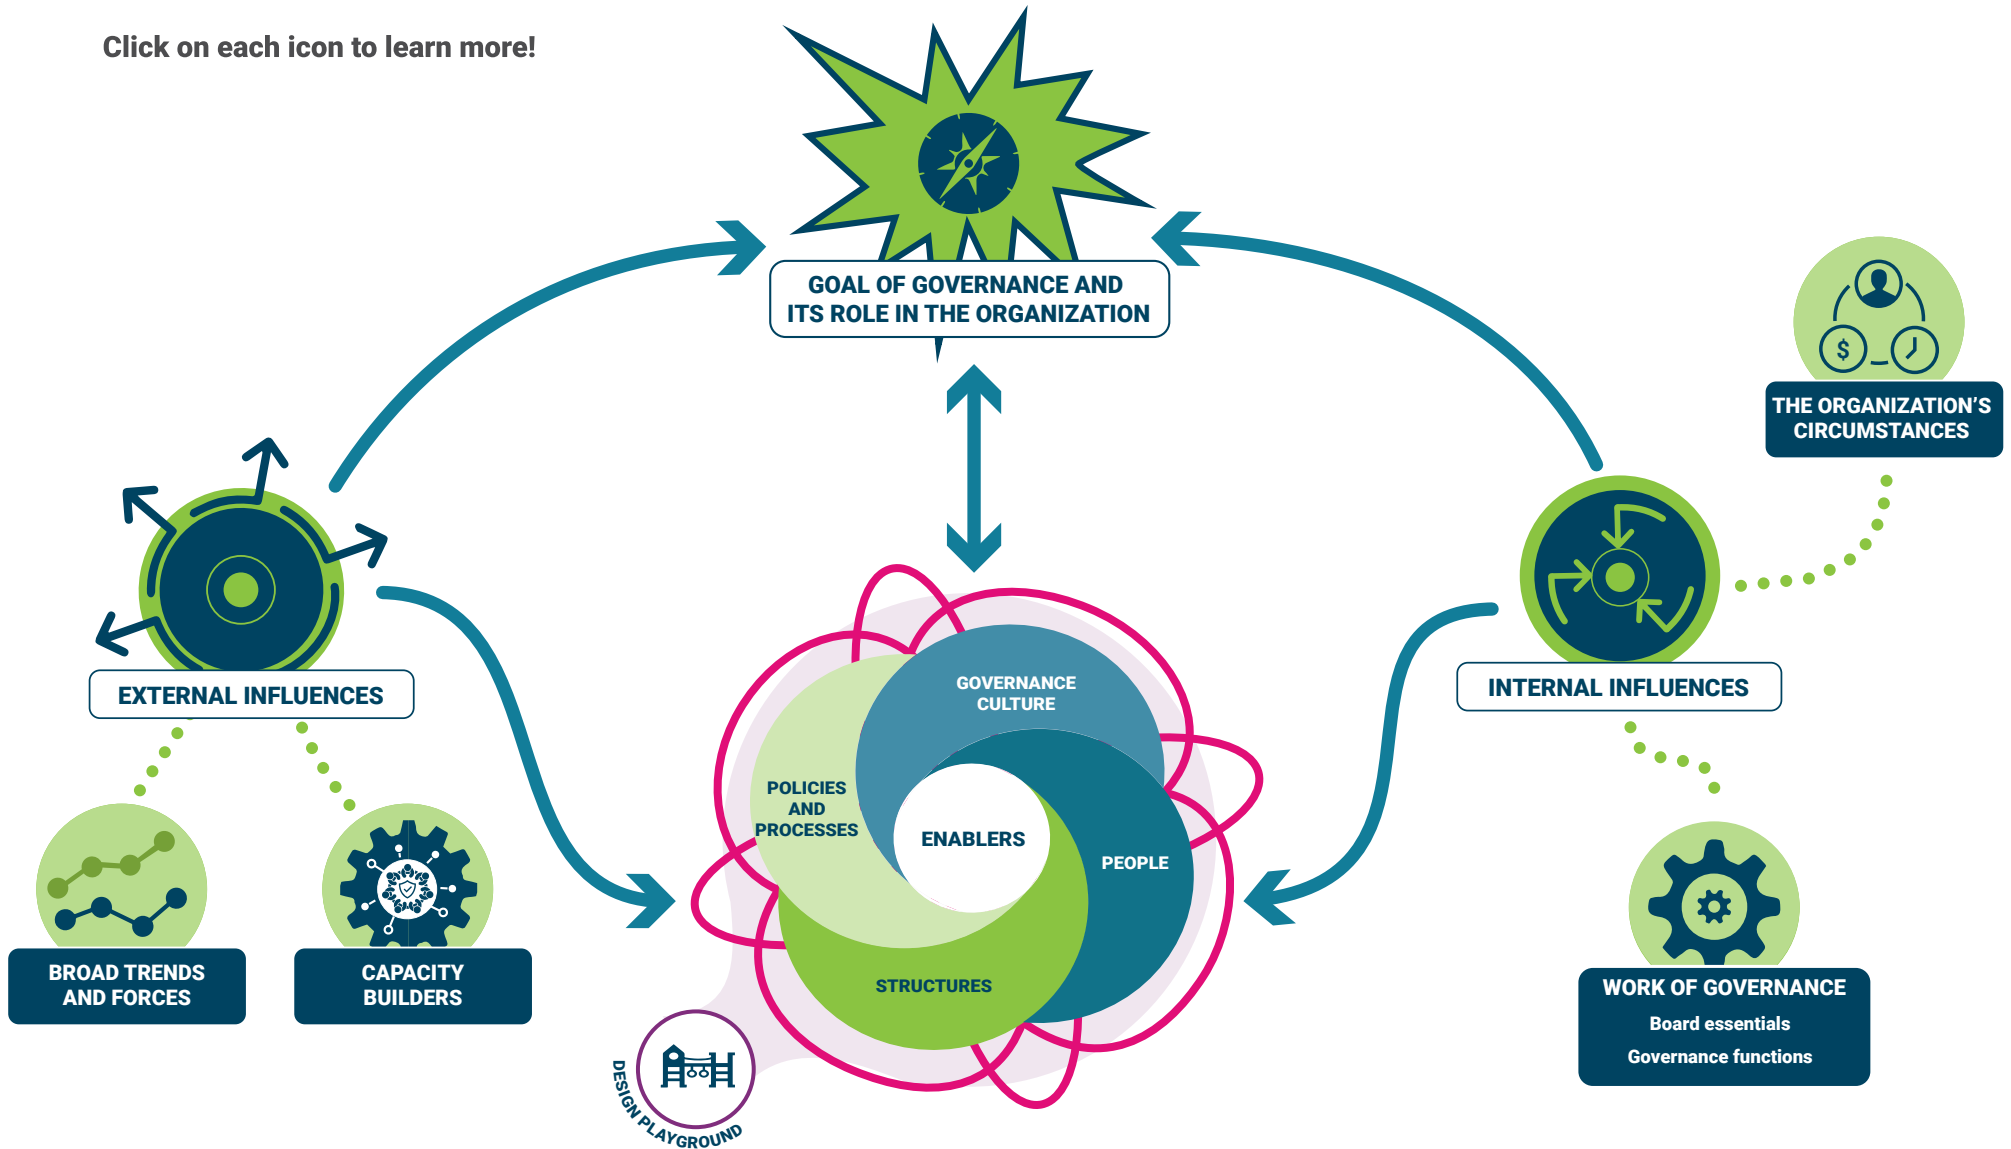 Click on each icon to learn more!
GOAL OF GOVERNANCE AND
ITS ROLE IN THE ORGANIZATION
$
THE ORGANIZATION'S
CIRCUMSTANCES
EXTERNAL INFLUENCES
INTERNAL INFLUENCES
GOVERNANCE
CULTURE
POLICIES
AND
PROCESSES
ENABLERS
PEOPLE
STRUCTURES
BROAD TRENDS
AND FORCES
CAPACITY
BUILDERS
WORK OF GOVERNANCE
Board essentials
Governance functions
DESIGN PLAYGROUND